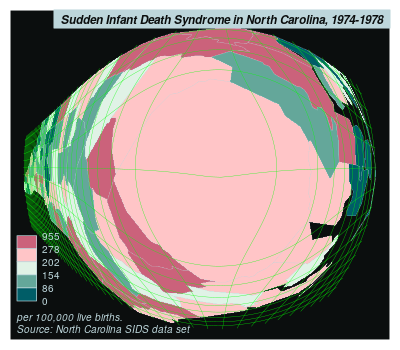 Sudden Infant Death Syndrome in North Carolina, 1974-1978
955
278
202
154
86
0
per 100,000 live births.
Source: North Carolina SIDS data set